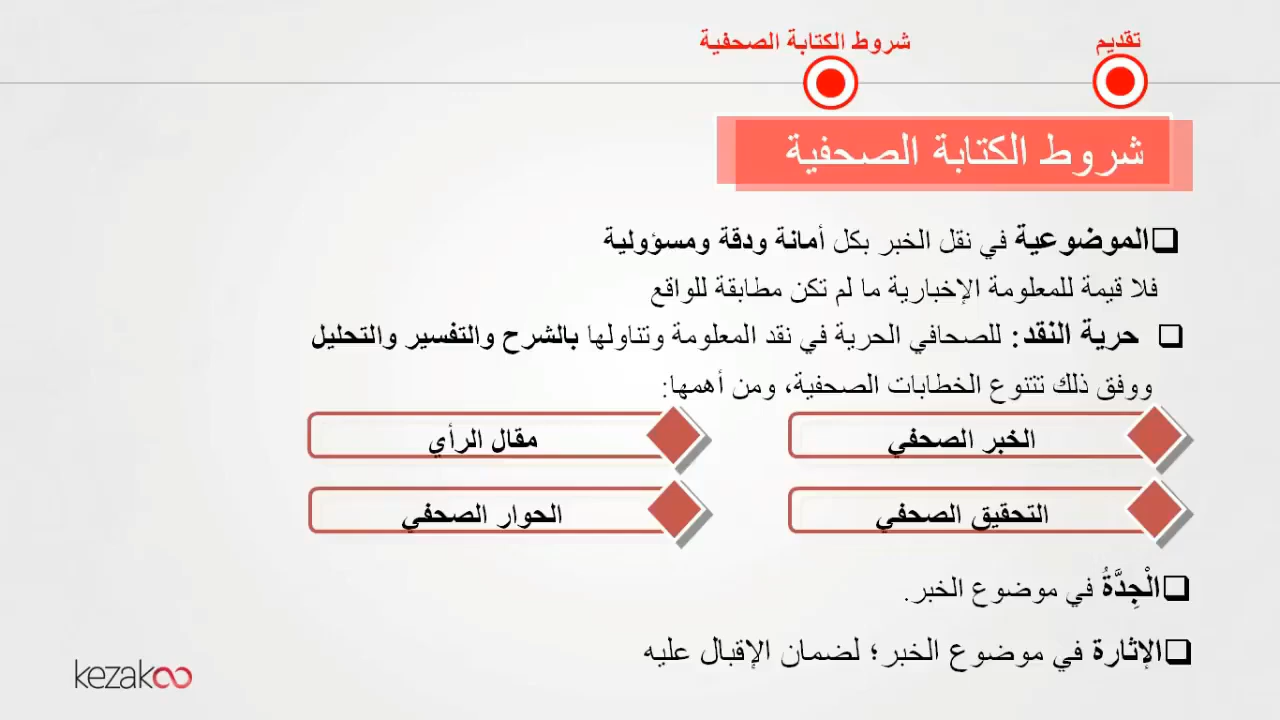 تقديم
شروط الكتابة الصحفية
شروط الكتابة الصحفية
الموضوعية في نقل الخبر بكل أمانة ودقة ومسؤولية
فلا قيمة للمعلومة الإخبارية ما لم تكن مطابقة للواقع
حرية النقد: للصحافي الحرية في نقد المعلومة وتناولها بالشرح والتفسير والتحليل
ووفق ذلك تتنوع الخطابات الصحفية، ومن أهمها:
الخبر الصحفي
مقال الرأي
التحقيق الصحفي
الحوار الصحفي
الْجِدَّةُ في موضوع الخبر.
الإثارة في موضوع الخبر؛ لضمان الإقبال عليه
kezakoo